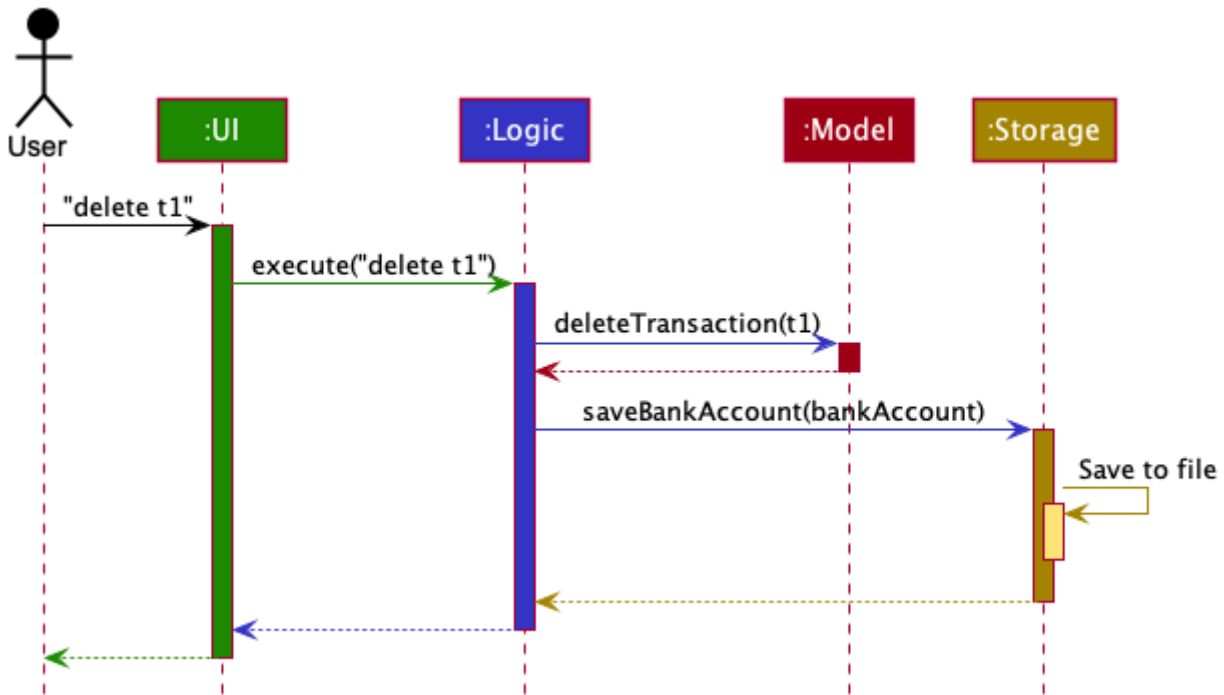 :UI
:Logic
:Model
:Storage
User
"delete t1"
execute("delete t1")
deleteTransaction(t1)
saveBankAccount(bankAccount)
Save to file